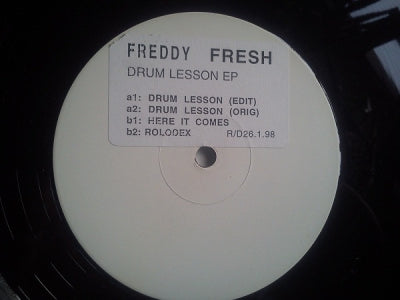 FREDDY FRESH
DRUM LESSON EP
a1: DRUM LESSON (EDIT)
a2: DRUM LESSON (ORIG)
b1: HERE IT COMES
b2: ROLODEX R/D26.1.98